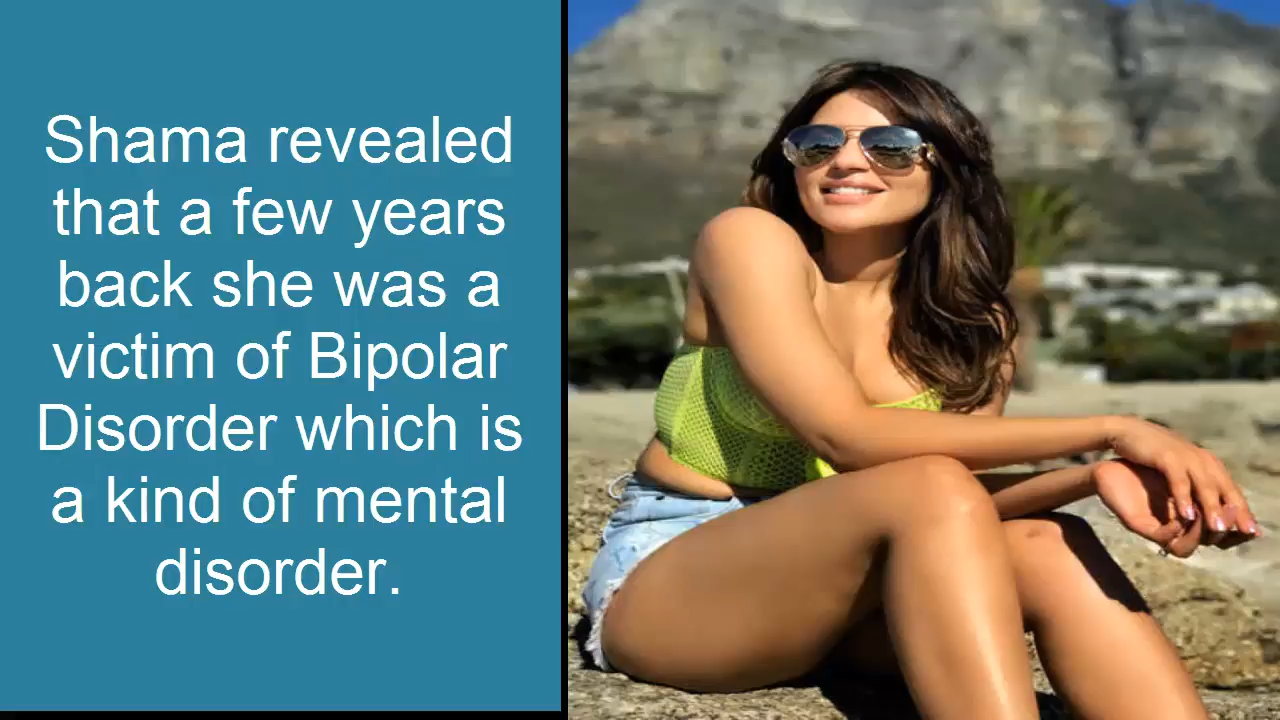 Shama revealed
that a few years
back she was a
victim of Bipolar
Disorder which is
a kind of mental
disorder.